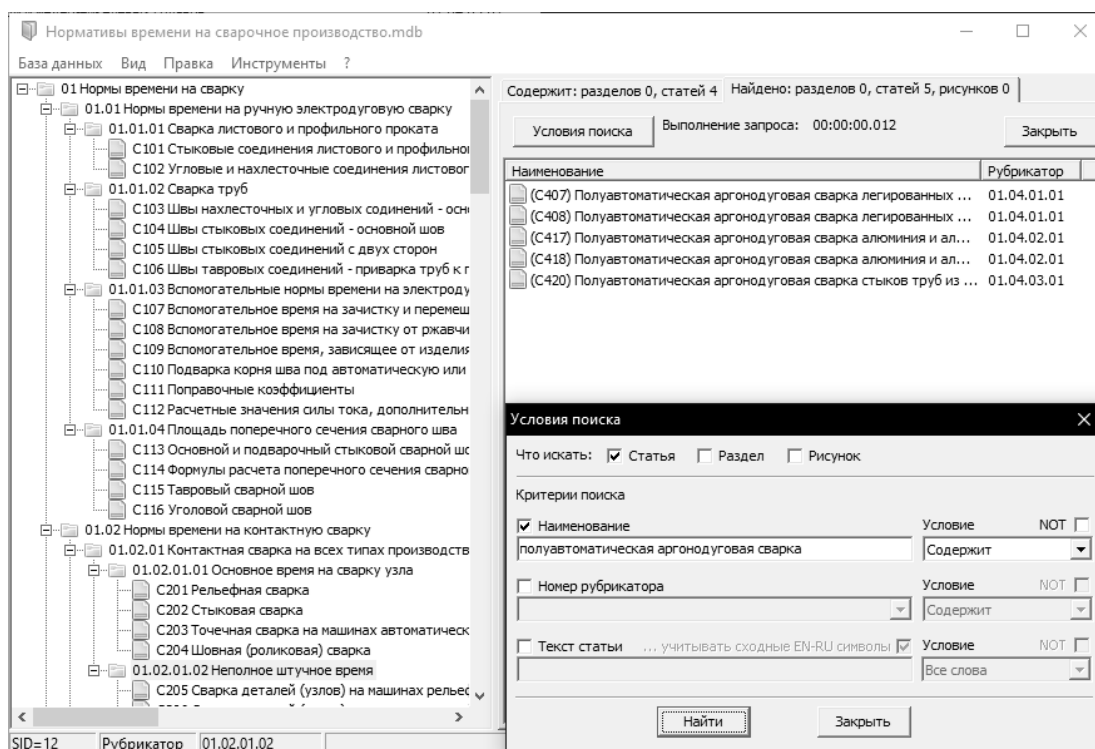 Нормативы времени на сварочное производство.mdb
База данных Вид Правка Инструменты ?
01 Нормы времени на сварку
01.01 Нормы времени на ручную электродуговую сварку
01.01.01 Сварка листового и профильного проката
С101 Стыковые соединения листового и профильно
С102 Угловые и нахлесточные соединения листовог
01.01.02 Сварка труб
С103 Швы нахлесточных и угловых содинений - осн
С104 Швы стыковых соединений - основной шов
С105 Швы стыковых соединений с двух сторон
С106 Швы тавровых соединений - приварка труб к г
01.01.03 Вспомогательные нормы времени на электроду
С107 Вспомогательное время на зачистку и перемещ
С108 Вспомогательное время на зачистку от ржавчи
С109 Вспомогательное время, зависящее от изделия
С110 Подварка корня шва под автоматическую или
С111 Поправочные коэффициенты
С112 Расчетные значения силы тока, дополнительн
01.01.04 Площадь поперечного сечения сварного шва
С113 Основной и подварочный стыковой сварной шо
С114 Формулы расчета поперечного сечения сварно
С115 Тавровый сварной шов
С116 Угловой сварной шов
01.02 Нормы времени на контактную сварку
01.02.01 Контактная сварка на всех типах производств
01.02.01.01 Основное время на сварку узла
С201 Рельефная сварка
С202 Стыковая сварка
С203 Точечная сварка на машинах автоматическ
С204 Шовная (роликовая) сварка
01.02.01.02 Неполное штучное время
С205 Сварка деталей (узлов) на машинах рельеф
SID=12 Рубрикатор 01.02.01.02
Содержит: разделов 0, статей 4 Найдено: разделов 0, статей 5, рисунков 0
Условия поиска Выполнение запроса: 00:00:00.012 Закрыть
Наименование Рубрикатор
(С407) Полуавтоматическая аргонодуговая сварка легированных ... 01.04.01.01
(С408) Полуавтоматическая аргонодуговая сварка легированных ... 01.04.01.01
(С417) Полуавтоматическая аргонодуговая сварка алюминия и ал... 01.04.02.01
(С418) Полуавтоматическая аргонодуговая сварка алюминия и ал... 01.04.02.01
(С420) Полуавтоматическая аргонодуговая сварка стыков труб из ... 01.04.03.01
Условия поиска
Что искать: Статья Раздел Рисунок
Критерии поиска
Наименование Условие NOT
полуавтоматическая аргонодуговая сварка Содержит
Номер рубрикатора Условие NOT
Содержит
Текст статьи ... учитывать сходные EN-RU символы Условие NOT
Все слова
Найти Закрыть